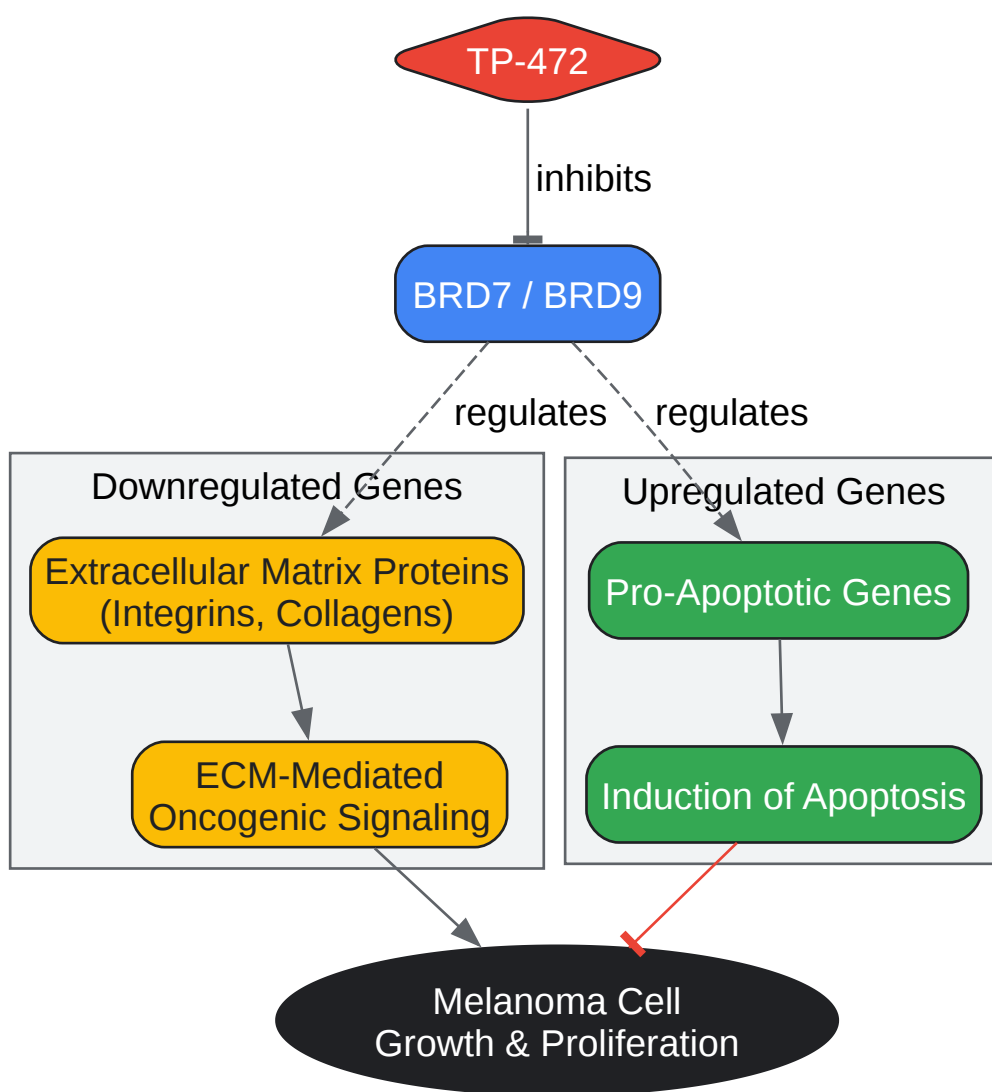 TP-472
inhibits
BRD7 / BRD9
regulates
regulates
Downregulated Genes
Upregulated Genes
Extracellular Matrix Proteins
(Integrins, Collagens)
Pro-Apoptotic Genes
ECM-Mediated
Oncogenic Signaling
Induction of Apoptosis
Melanoma Cell
Growth & Proliferation